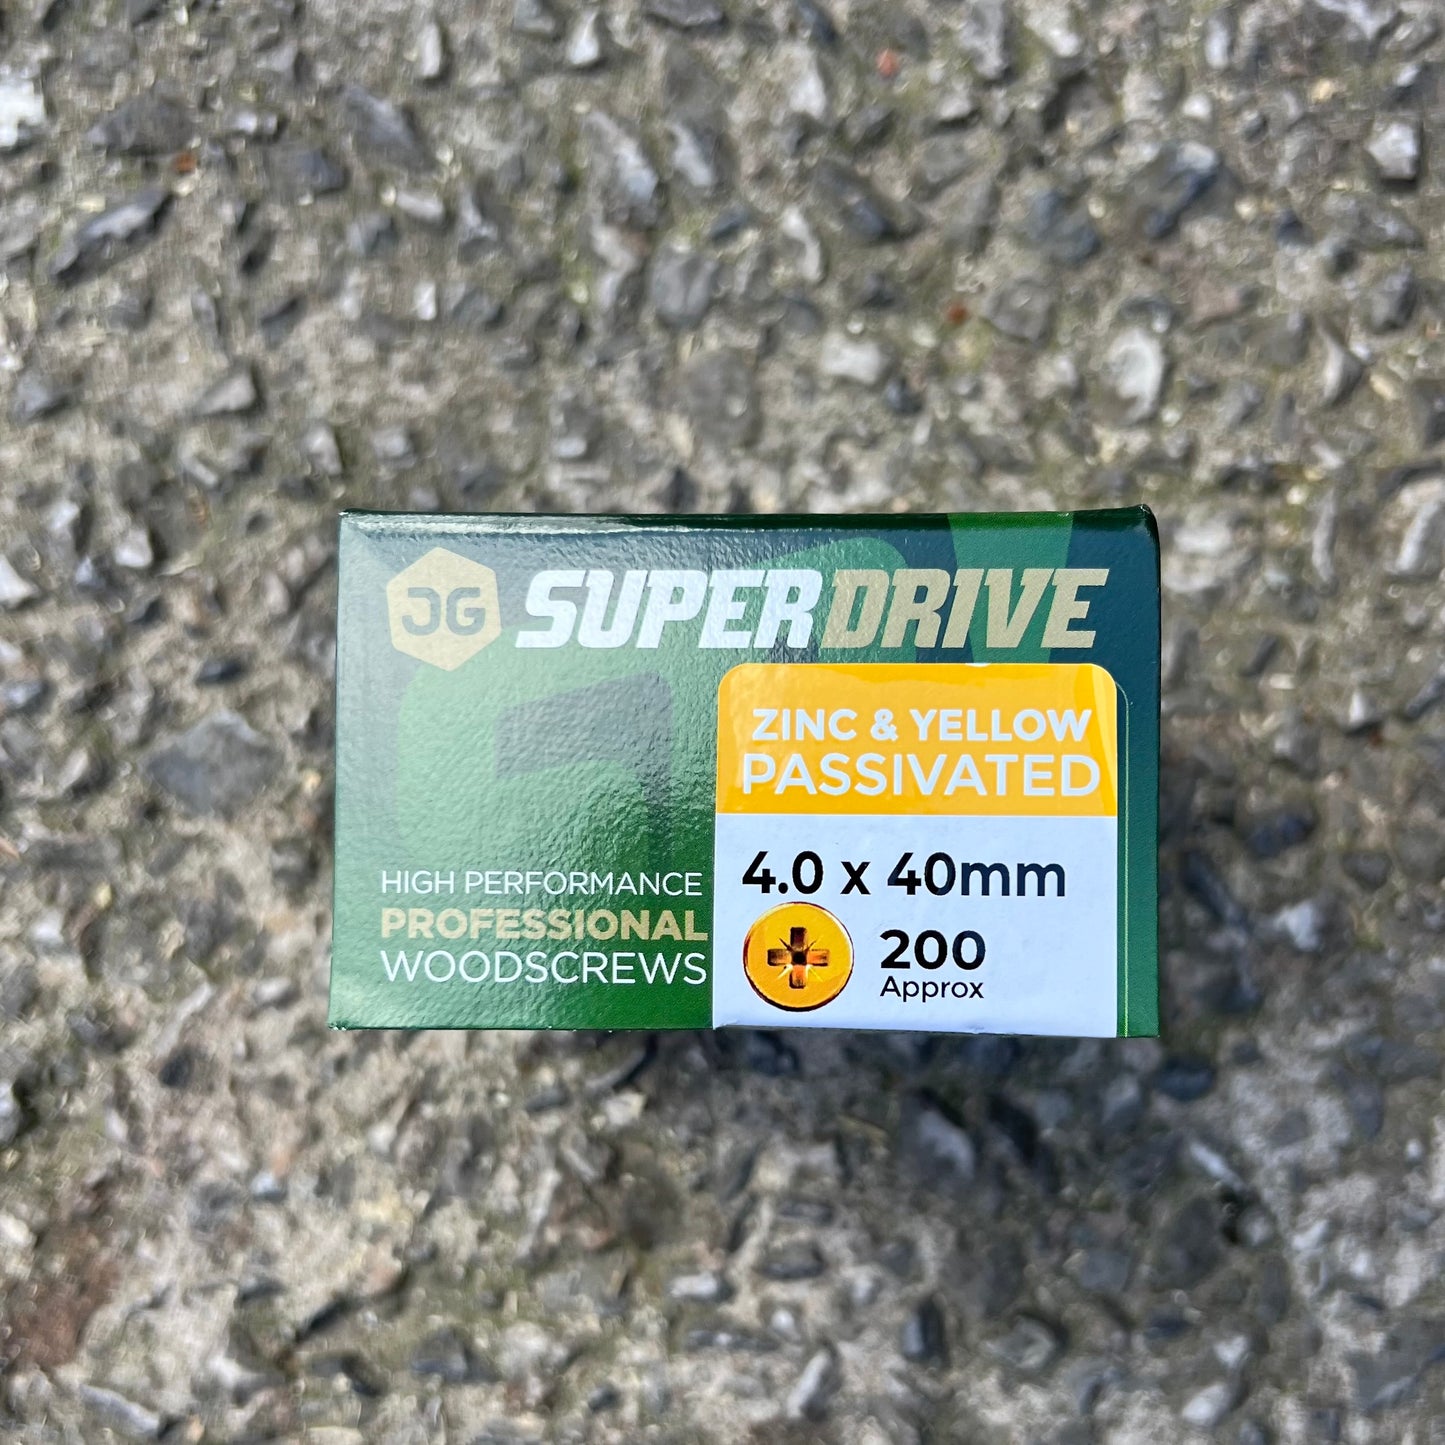 JG SUPERDRIVE
ZINC & YELLOW
PASSIVATED
HIGH PERFORMANCE
PROFESSIONAL
WOODSCREWS
4.0 x 40mm
200
Approx